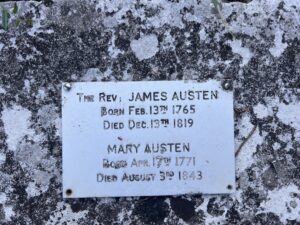 THE REV: JAMES AUSTEN
BORN FEB. 13TH 1765
DIED DEC. 13TH 1819
MARY AUSTEN
BORN APR. 17TH 1771
DIED AUGUST 3RD 1843